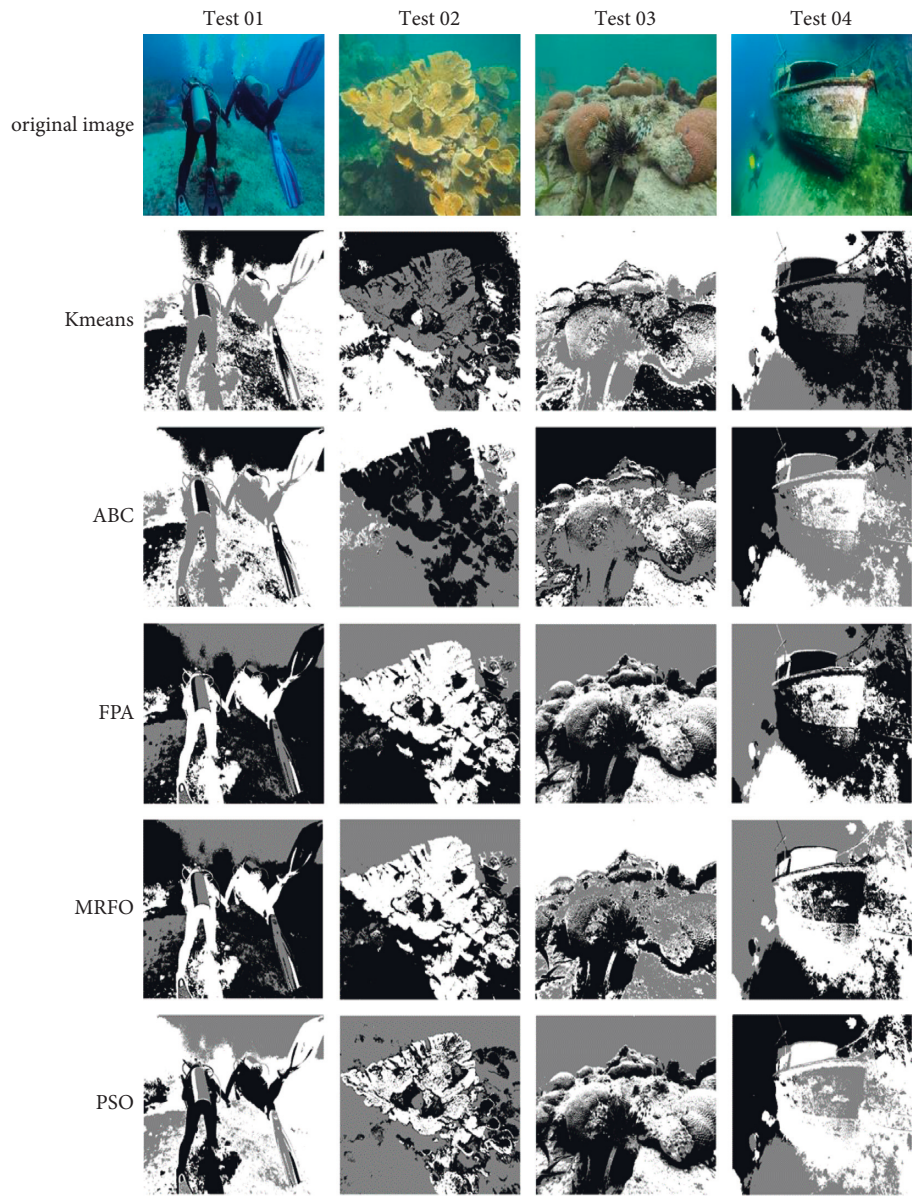 Test 01 Test 02 Test 03 Test 04
original image
Kmeans
ABC
FPA
MRFO
PSO